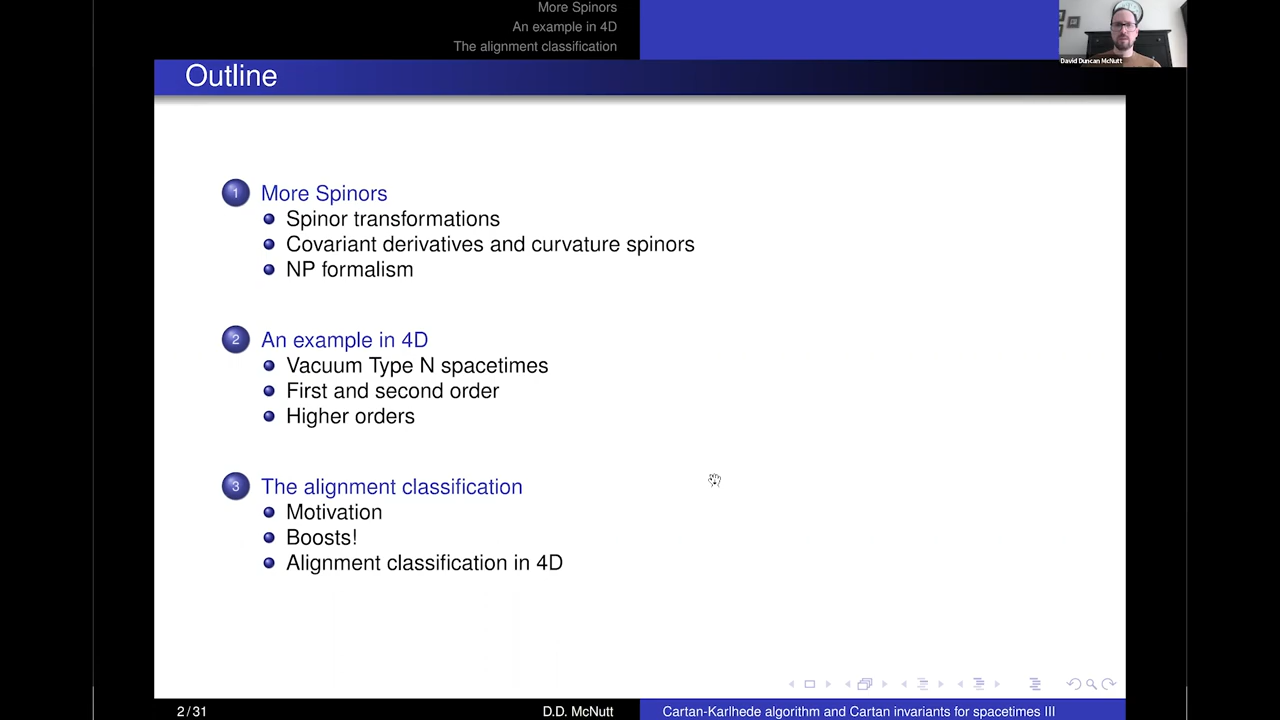 More Spinors
An example in 4D
The alignment classification
David Duncan McNutt
Outline
1 More Spinors
Spinor transformations
Covariant derivatives and curvature spinors
NP formalism
2 An example in 4D
Vacuum Type N spacetimes
First and second order
Higher orders
3 The alignment classification
Motivation
Boosts!
Alignment classification in 4D
2 / 31
D.D. McNutt
Cartan-Karlhede algorithm and Cartan invariants for spacetimes III